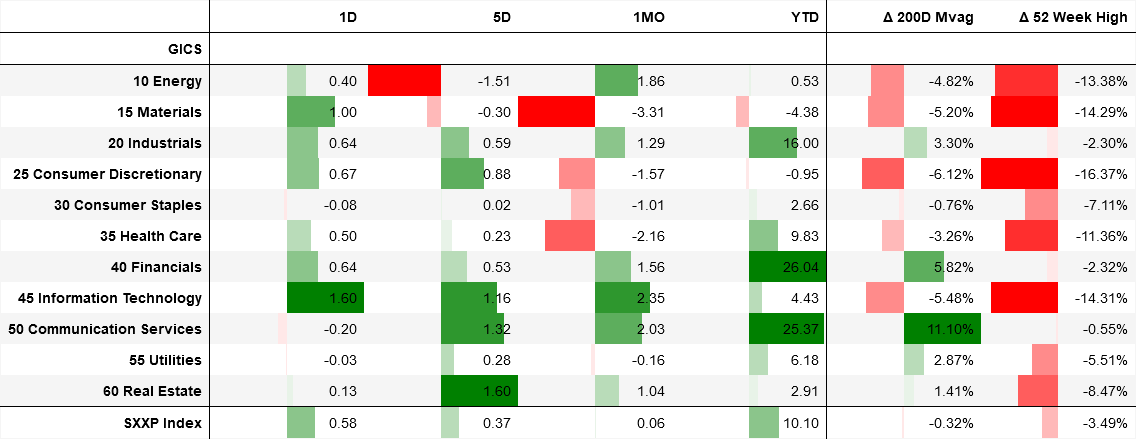 1D 5D 1MO YTD Δ 200D Mvag Δ 52 Week High
GICS
10 Energy 0.40 -1.51 1.86 0.53 -4.82% -13.38%
15 Materials 1.00 -0.30 -3.31 -4.38 -5.20% -14.29%
20 Industrials 0.64 0.59 1.29 16.00 3.30% -2.30%
25 Consumer Discretionary 0.67 0.88 -1.57 -0.95 -6.12% -16.37%
30 Consumer Staples -0.08 0.02 -1.01 2.66 -0.76% -7.11%
35 Health Care 0.50 0.23 -2.16 9.83 -3.26% -11.36%
40 Financials 0.64 0.53 1.56 26.04 5.82% -2.32%
45 Information Technology 1.60 1.16 2.35 4.43 -5.48% -14.31%
50 Communication Services -0.20 1.32 2.03 25.37 11.10% -0.55%
55 Utilities -0.03 0.28 -0.16 6.18 2.87% -5.51%
60 Real Estate 0.13 1.60 1.04 2.91 1.41% -8.47%
SXXP Index 0.58 0.37 0.06 10.10 -0.32% -3.49%